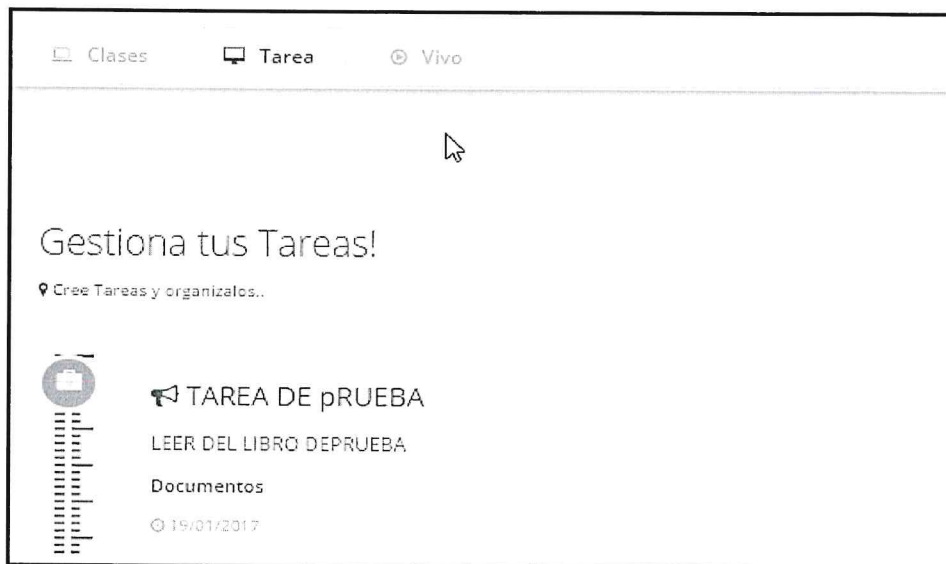 Clases Tarea Vivo
Gestiona tus Tareas!
Cree Tareas y organizalos..
TAREA DE pRUEBA
LEER DEL LIBRO DEPRUEBA
Documentos
19/01/2017